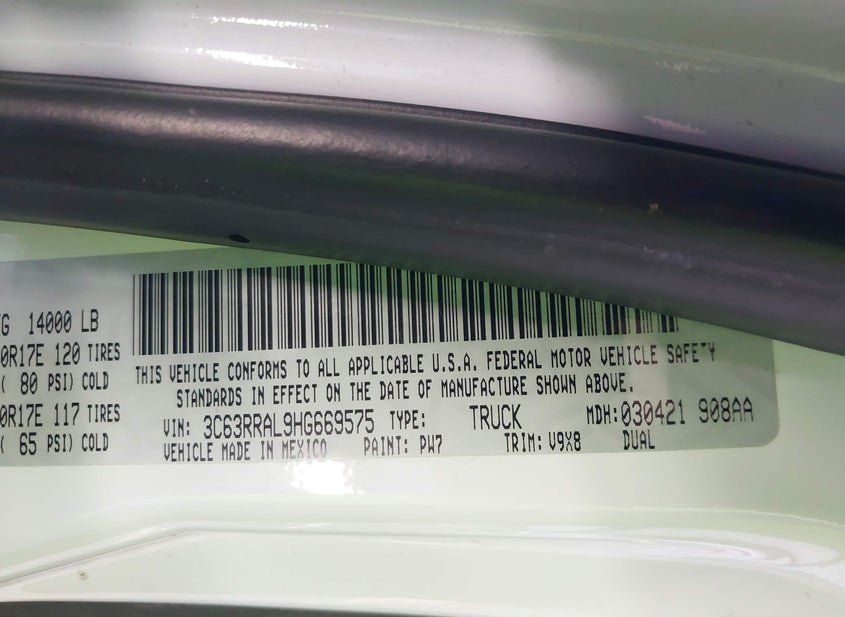 G 14000 LB
0R17E 120 TIRES
( 80 PSI) COLD
0R17E 117 TIRES
( 65 PSI) COLD
THIS VEHICLE CONFORMS TO ALL APPLICABLE U.S.A. FEDERAL MOTOR VEHICLE SAFETY
STANDARDS IN EFFECT ON THE DATE OF MANUFACTURE SHOWN ABOVE.
VIN: 3C63RRAL9HG669575 TYPE: TRUCK MDH: 030421 908AA
VEHICLE MADE IN MEXICO PAINT: PW7 TRIM: V9X8 DUAL